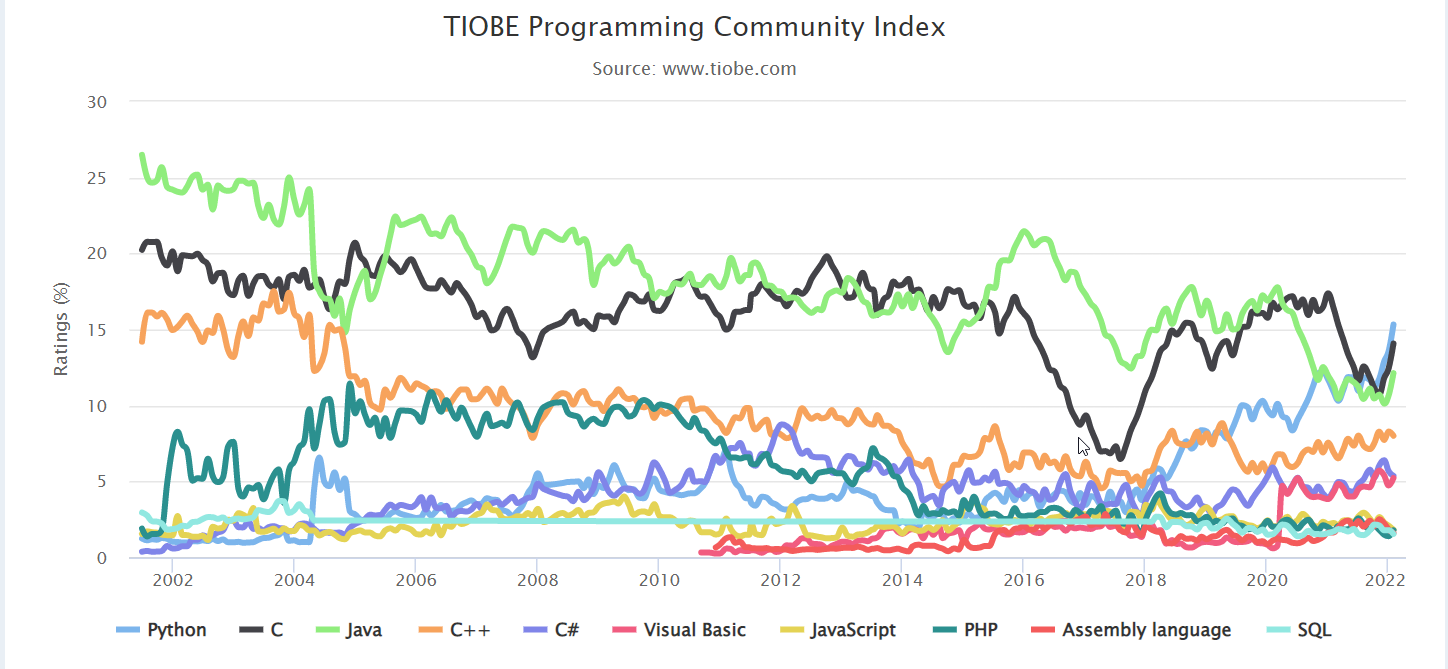 TIOBE Programming Community Index
Source: www.tiobe.com
30
25
20
15
10
5
0
Ratings (%)
2002 2004 2006 2008 2010 2012 2014 2016 2018 2020 2022
Python C Java C++ C# Visual Basic JavaScript PHP Assembly language SQL